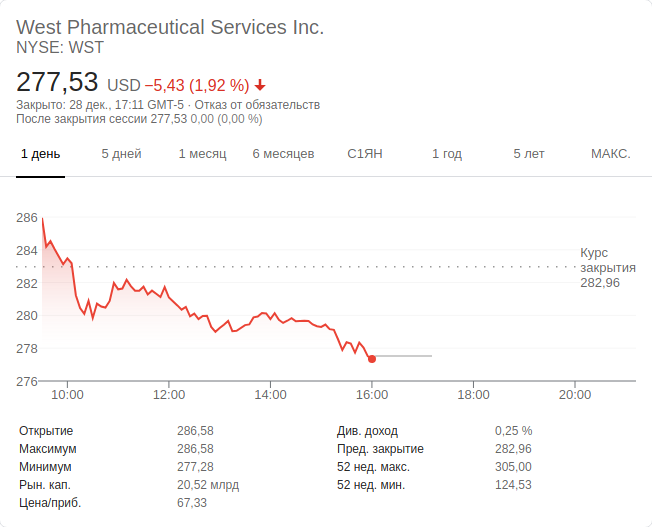 West Pharmaceutical Services Inc.
NYSE: WST
277,53 USD −5,43 (1,92 %)
Закрыто: 28 дек., 17:11 GMT-5 · Отказ от обязательств
После закрытия сессии 277,53 0,00 (0,00 %)
1 день 5 дней 1 месяц 6 месяцев С1ЯН 1 год 5 лет МАКС.
286
284
282
280
278
276
Курс
закрытия
282,96
10:00 12:00 14:00 16:00 18:00 20:00
Открытие 286,58 Див. доход 0,25 %
Максимум 286,58 Пред. закрытие 282,96
Минимум 277,28 52 нед. макс. 305,00
Рын. кап. 20,52 млрд 52 нед. мин. 124,53
Цена/приб. 67,33